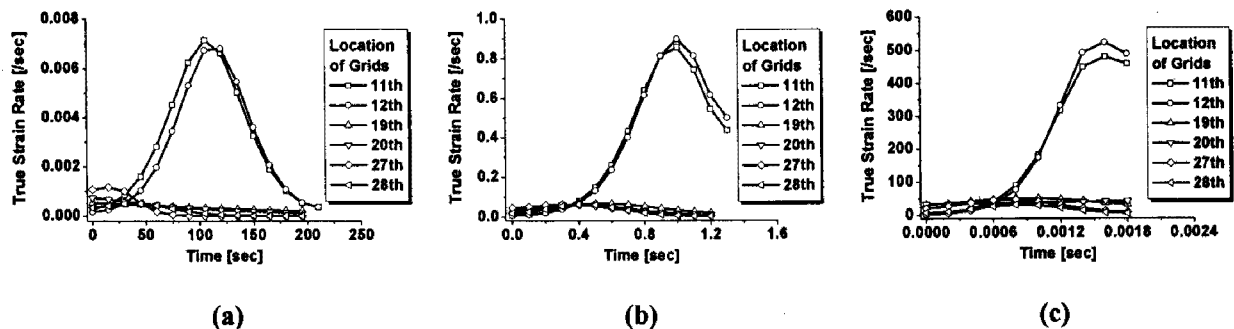 0.008
0.006
0.004
0.002
0.000
True Strain Rate [/sec]
0 50 100 150 200 250
Time [sec]
Location
of Grids
11th
12th
19th
20th
27th
28th
(a)
1.0
0.8
0.6
0.4
0.2
0.0
True Strain Rate [/sec]
0.0 0.4 0.8 1.2 1.6
Time [sec]
Location
of Grids
11th
12th
19th
20th
27th
28th
(b)
600
500
400
300
200
100
00
True Strain Rate [/sec]
0.0000 0.0006 0.0012 0.0018 0.0024
Time [sec]
Location
of Grids
11th
12th
19th
20th
27th
28th
(c)